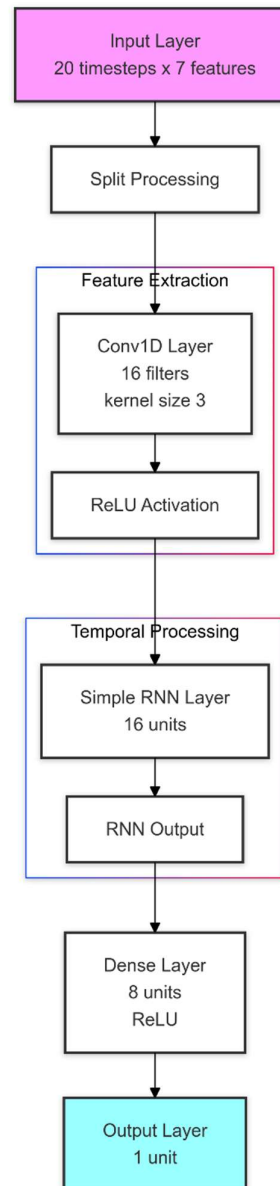 Input Layer
20 timesteps x 7 features
Split Processing
Feature Extraction
Conv1D Layer
16 filters
kernel size 3
ReLU Activation
Temporal Processing
Simple RNN Layer
16 units
RNN Output
Dense Layer
8 units
ReLU
Output Layer
1 unit